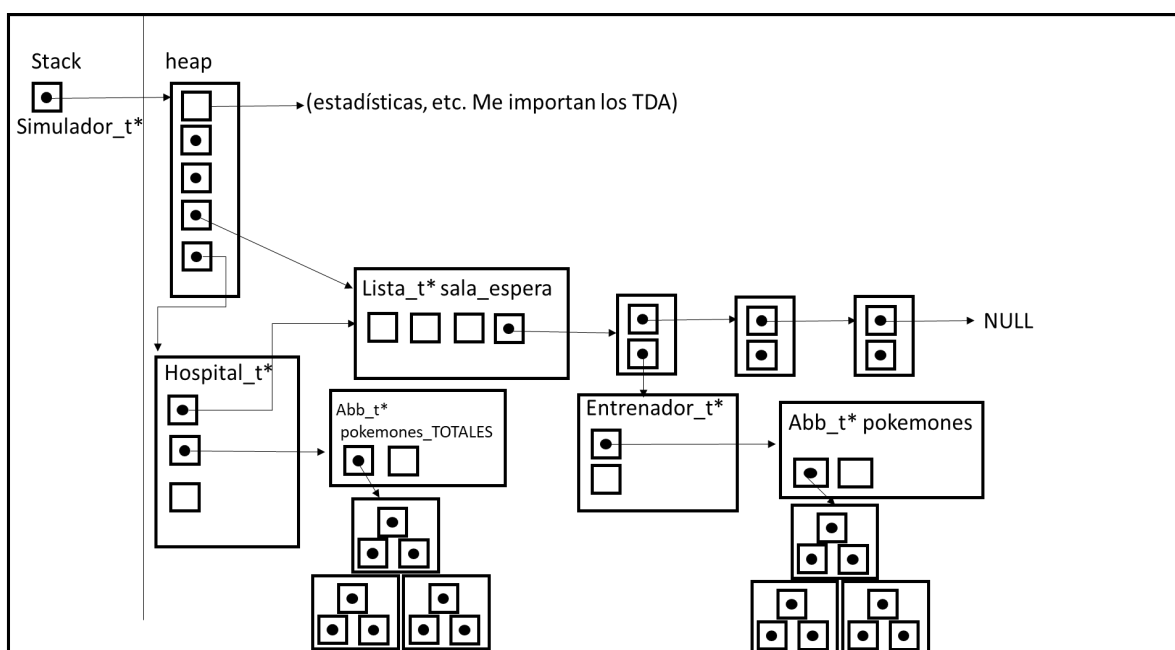 Stack
heap
(estadísticas, etc. Me importan los TDA)
Simulador_t*
Lista_t* sala_espera
NULL
Hospital_t*
Abb_t*
pokemones_TOTALES
Entrenador_t*
Abb_t* pokemones